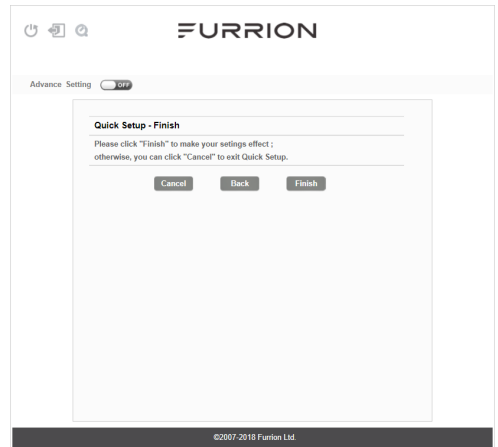 FURRION
Advance Setting OFF
Quick Setup - Finish
Please click "Finish" to make your setings effect ;
otherwise, you can click "Cancel" to exit Quick Setup.
Cancel Back Finish
©2007-2018 Furrion Ltd.